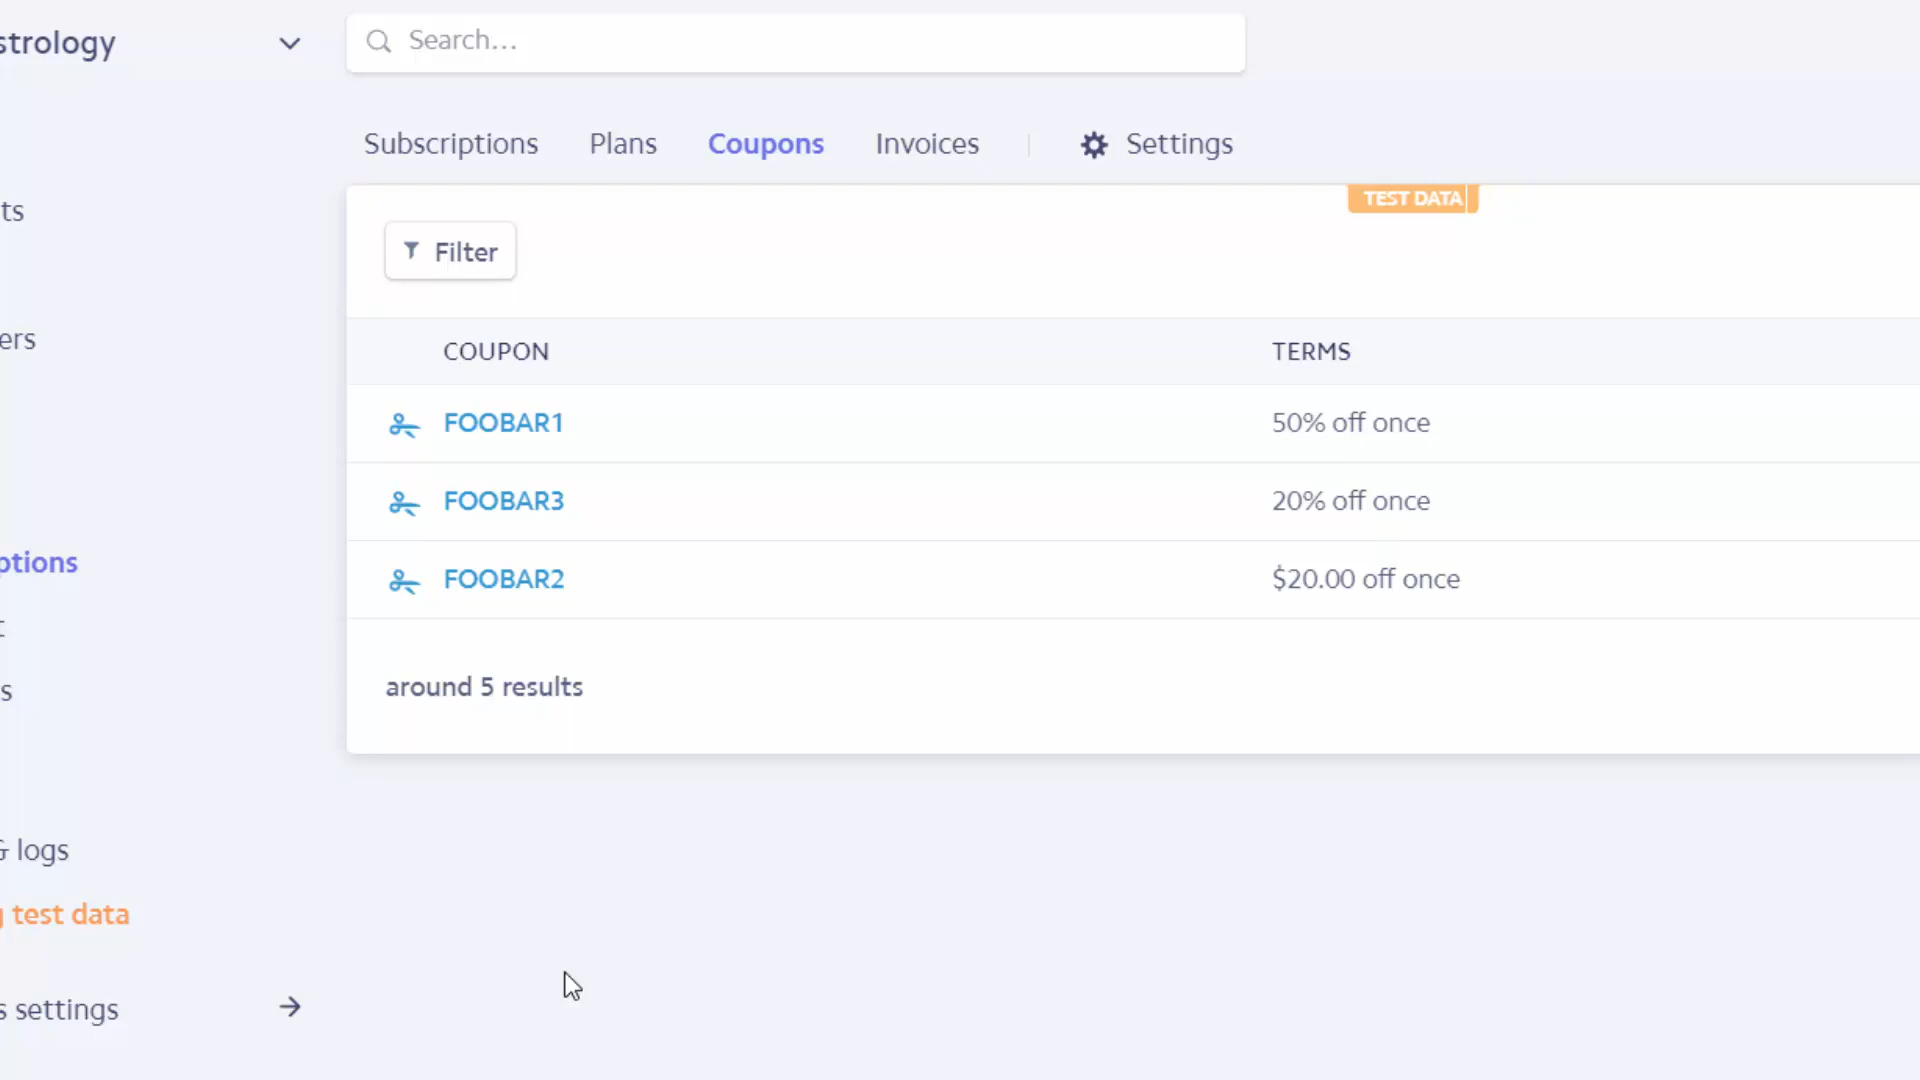 strology
Search...
Subscriptions Plans Coupons Invoices Settings
ts
TEST DATA
Filter
ers
COUPON TERMS
FOOBAR1 50% off once
FOOBAR3 20% off once
ptions
FOOBAR2 $20.00 off once
s
around 5 results
& logs
test data
s settings